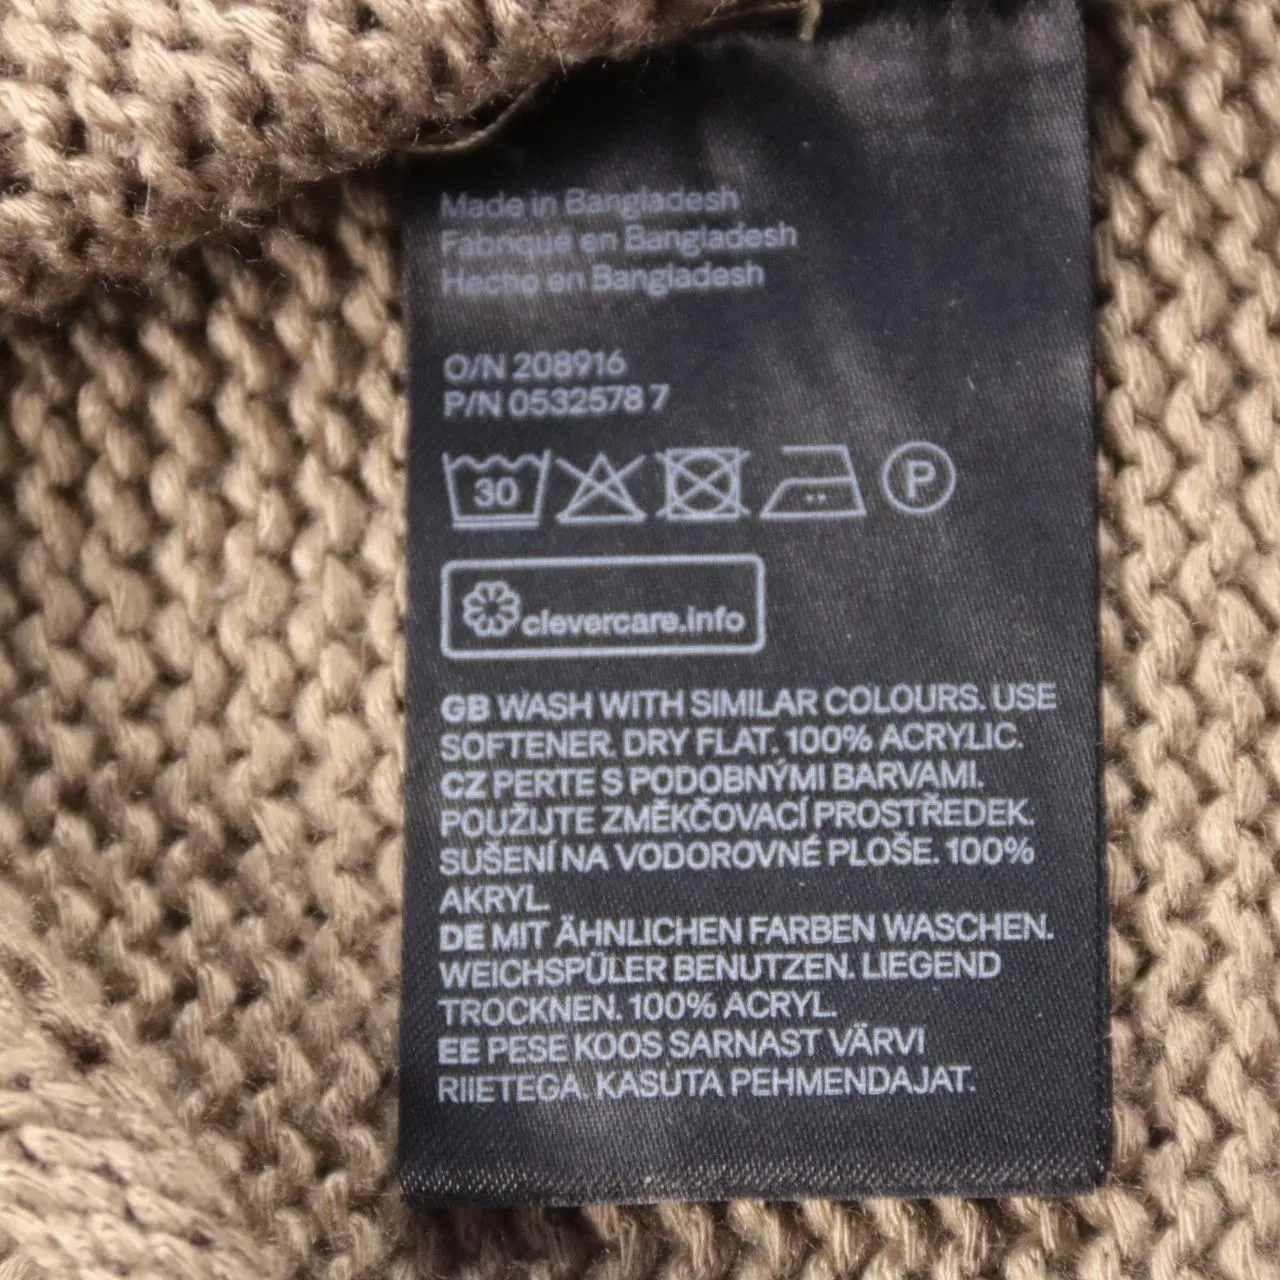 Made in Bangladesh
Fabriqué en Bangladesh
Hecho en Bangladesh
O/N 208916
P/N 0532578 7
30
P
clevercare.info
GB WASH WITH SIMILAR COLOURS. USE
SOFTENER. DRY FLAT. 100% ACRYLIC.
CZ PERTE S PODOBNÝMI BARVAMI.
POUŽIJTE ZMĚKČOVACÍ PROSTŘEDEK.
SUŠENÍ NA VODOROVNÉ PLOŠE. 100%
AKRYL.
DE MIT ÄHNLICHEN FARBEN WASCHEN.
WEICHSPÜLER BENUTZEN. LIEGEND
TROCKNEN. 100% ACRYL.
EE PESE KOOS SARNAST VÄRVI
RIIETEGA. KASUTA PEHMENDAJAT.